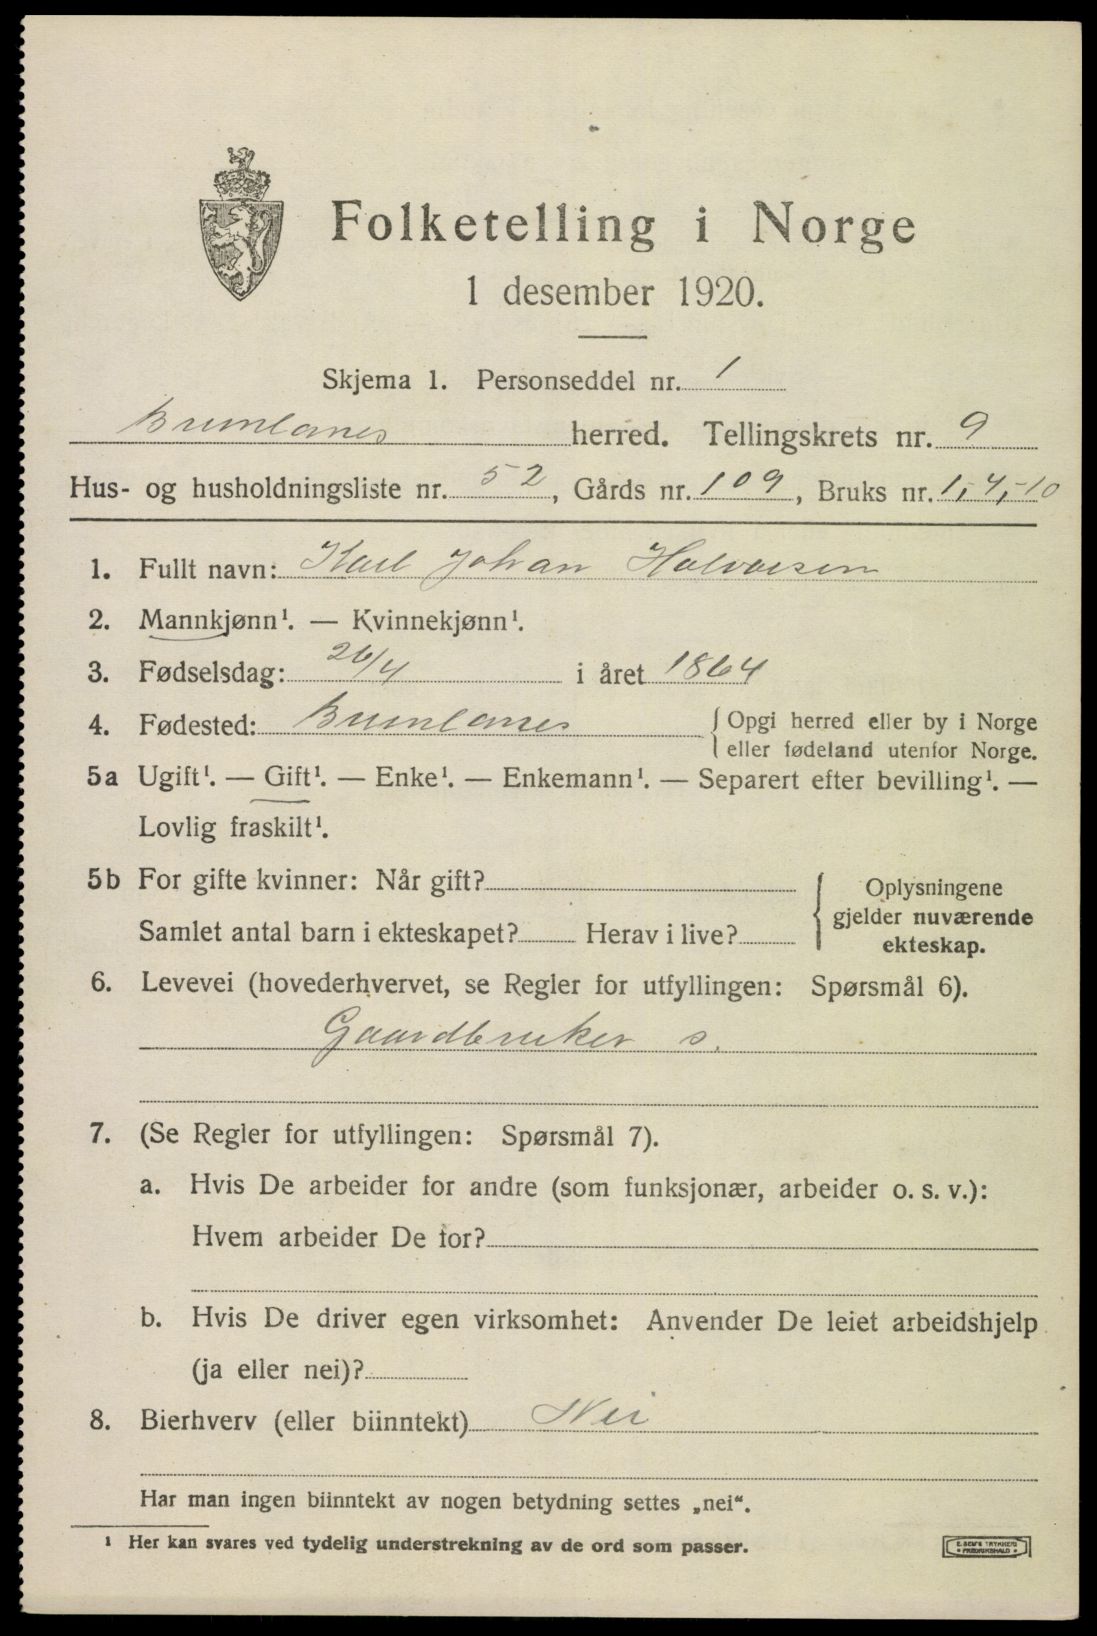 Folketelling i Norge
1 desember 1920.
Skjema 1. Personseddel nr. 1
Brunlanes herred. Tellingskrets nr. 9
Hus- og husholdningsliste nr. 52, Gårds nr. 109, Bruks nr. 1,-4,-10
1. Fullt navn: Karl Johan Halvorsen
2. Mannkjønn¹. — Kvinnekjønn¹.
3. Fødselsdag: 26/4 i året 1864
4. Fødested: Brunlanes { Opgi herred eller by i Norge
eller fødeland utenfor Norge.
5a Ugift¹. — Gift¹. — Enke¹. — Enkemann¹. — Separert efter bevilling¹. —
Lovlig fraskilt¹.
5b For gifte kvinner: Når gift?
Samlet antal barn i ekteskapet? Herav i live?
{ Oplysningene
gjelder nuværende
ekteskap.
6. Levevei (hovederhvervet, se Regler for utfyllingen: Spørsmål 6).
Gaardbruker s.
7. (Se Regler for utfyllingen: Spørsmål 7).
a. Hvis De arbeider for andre (som funksjonær, arbeider o. s. v.):
Hvem arbeider De for?
b. Hvis De driver egen virksomhet: Anvender De leiet arbeidshjelp
(ja eller nei)?
8. Bierhverv (eller biinntekt) Nei
Har man ingen biinntekt av nogen betydning settes „nei“.
¹ Her kan svares ved tydelig understrekning av de ord som passer.
E. SEM'S TRYKKERI
• FREDRIKSHALD •